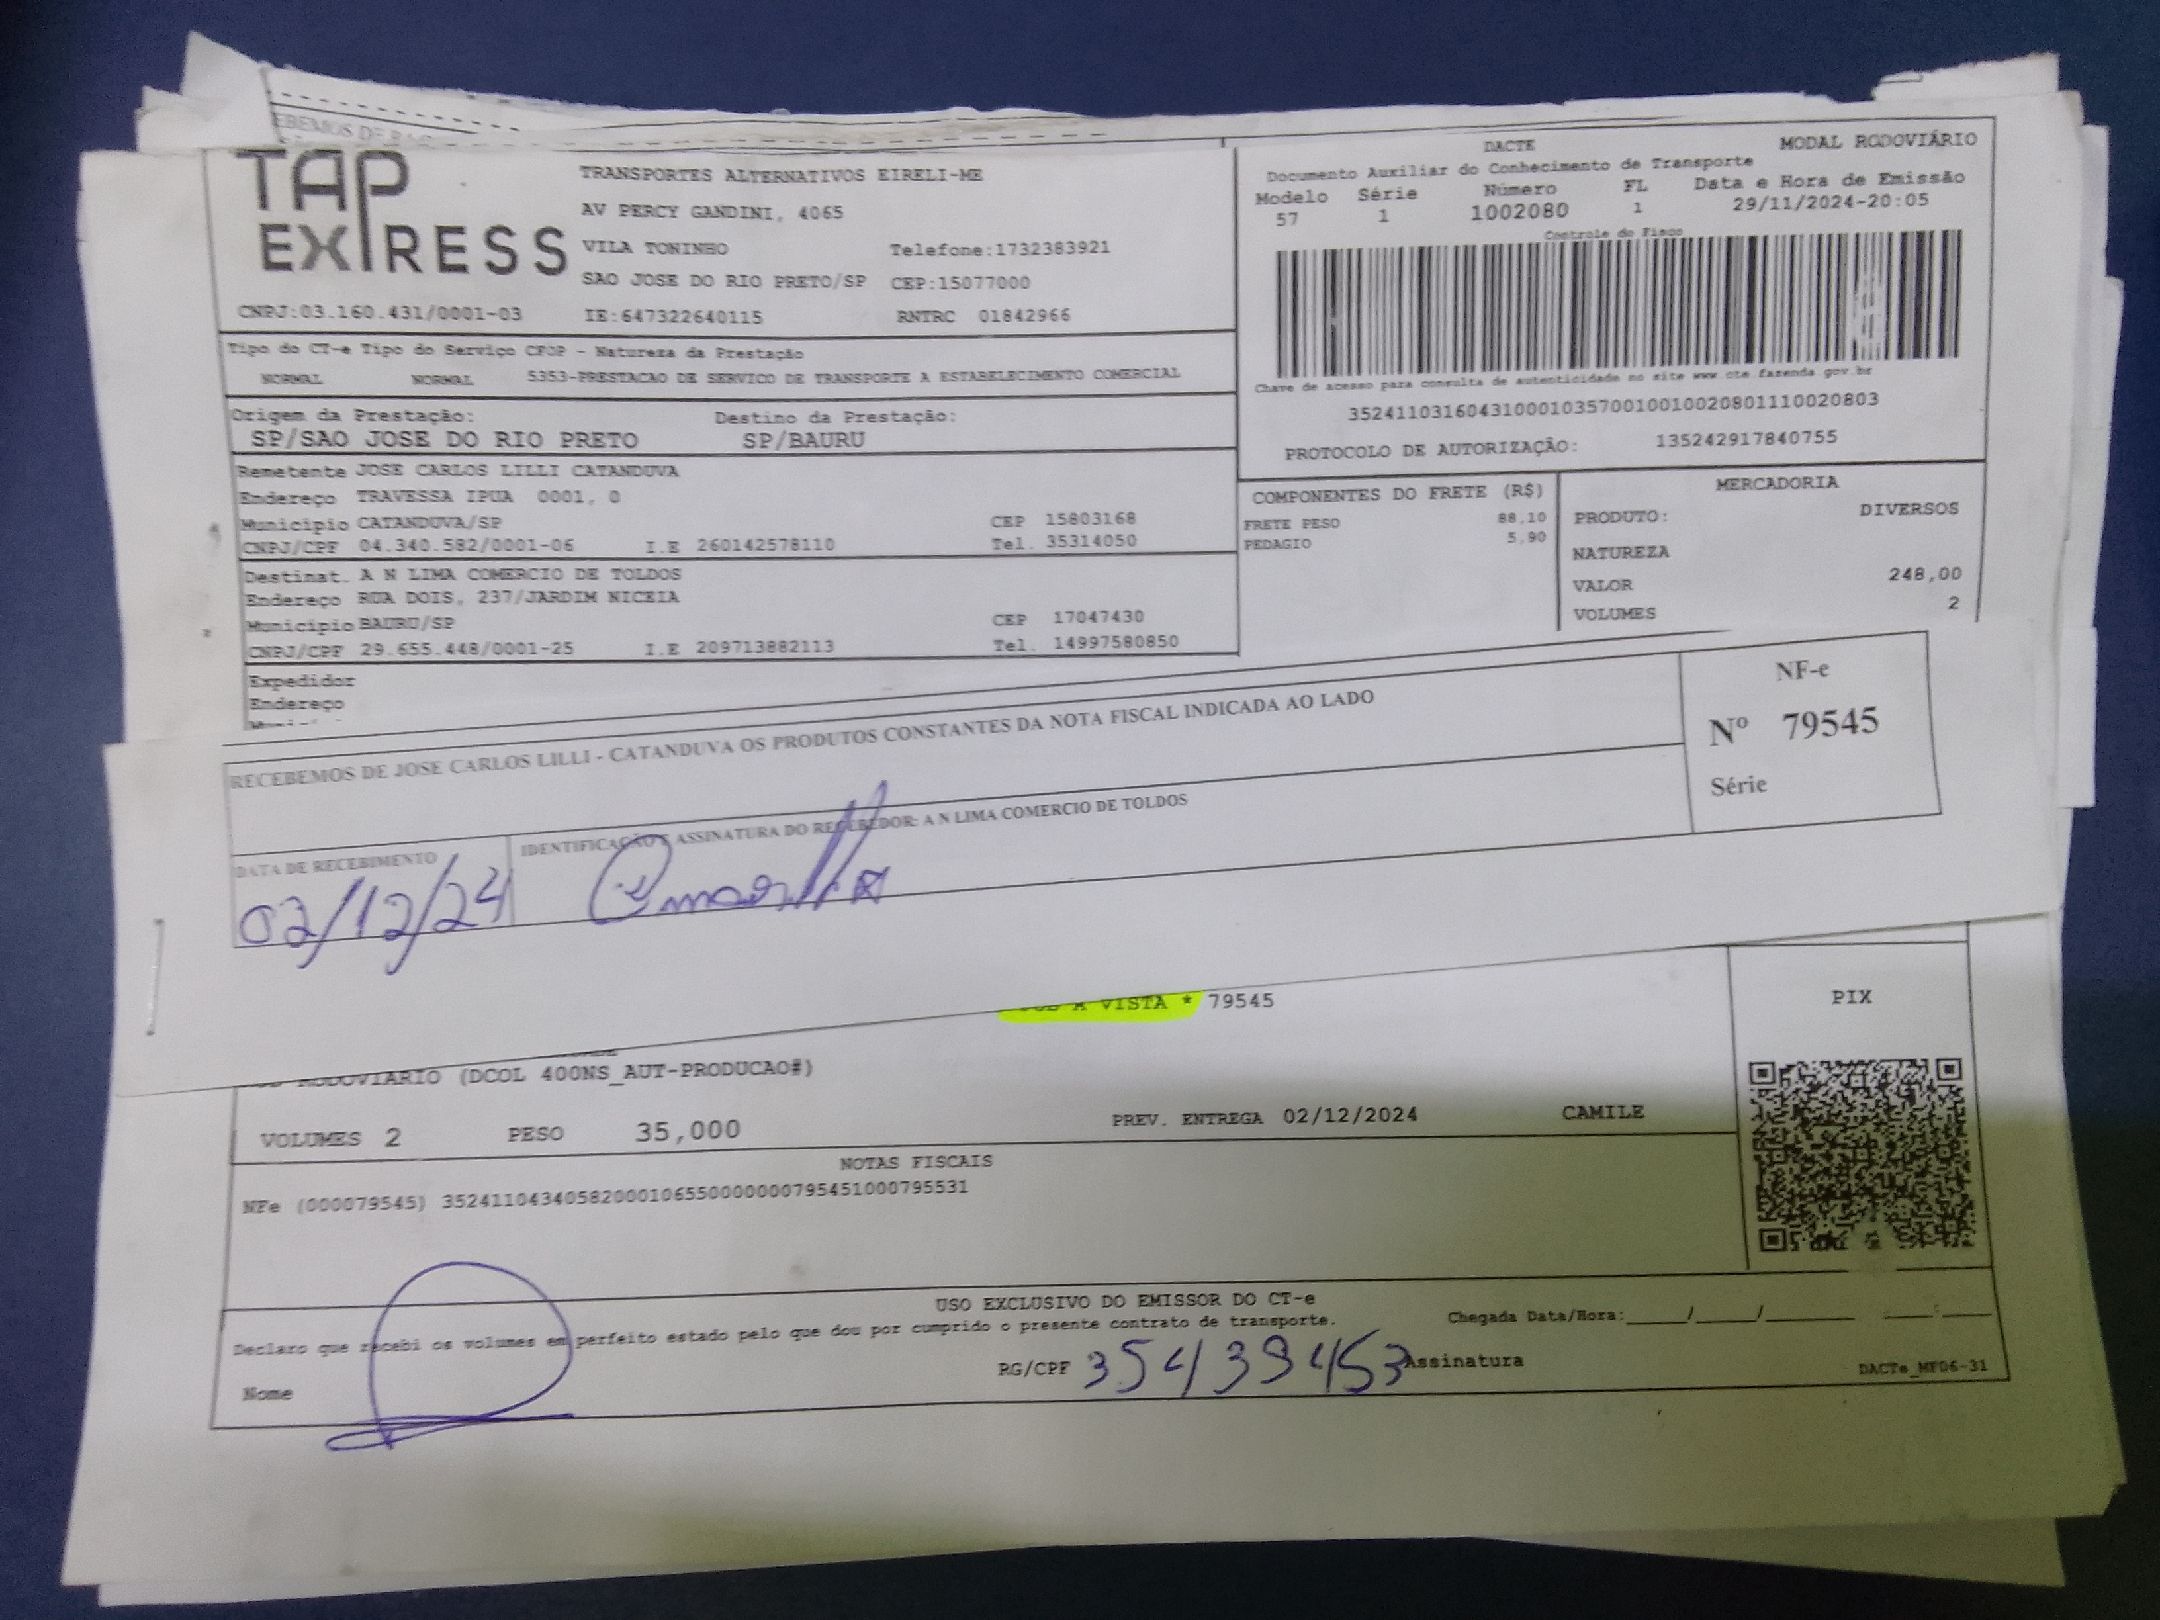 TAP
EXPRESS
TRANSPORTES ALTERNATIVOS EIRELI-ME
AV PERCY GANDINI, 4065
VILA TONINHO Telefone:1732383921
SAO JOSE DO RIO PRETO/SP CEP:15077000
CNPJ:03.160.431/0001-03 IE:647322640115 RNTRC 01842966
DACTE MODAL RODOVIÁRIO
Documento Auxiliar do Conhecimento de Transporte
Modelo Série Número FL Data e Hora de Emissão
57 1 1002080 1 29/11/2024-20:05
Controle do Fisco
Chave de acesso para consulta de autenticidade no site www.cte.fazenda.gov.br
35241103160431000103570010010020801110020803
PROTOCOLO DE AUTORIZAÇÃO: 135242917840755
Tipo do CT-e Tipo do Serviço CFOP - Natureza da Prestação
NORMAL NORMAL 5353-PRESTACAO DE SERVICO DE TRANSPORTE A ESTABELECIMENTO COMERCIAL
Origem da Prestação: Destino da Prestação:
SP/SAO JOSE DO RIO PRETO SP/BAURU
Remetente JOSE CARLOS LILLI CATANDUVA
Endereço TRAVESSA IPUA 0001, 0
Municipio CATANDUVA/SP CEP 15803168
CNPJ/CPF 04.340.582/0001-06 I.E 260142578110 Tel. 35314050
Destinat. A N LIMA COMERCIO DE TOLDOS
Endereço RUA DOIS, 237/JARDIM NICEIA
Municipio BAURU/SP CEP 17047430
CNPJ/CPF 29.655.448/0001-25 I.E 209713882113 Tel. 14997580850
Expedidor
Endereço
COMPONENTES DO FRETE (R$)
FRETE PESO 88,10
PEDAGIO 5,90
MERCADORIA
PRODUTO: DIVERSOS
NATUREZA
VALOR 248,00
VOLUMES 2
RECEBEMOS DE JOSE CARLOS LILLI - CATANDUVA OS PRODUTOS CONSTANTES DA NOTA FISCAL INDICADA AO LADO
NF-e
Nº 79545
Série
DATA DE RECEBIMENTO
02/12/24
IDENTIFICAÇÃO E ASSINATURA DO RECEBEDOR: A N LIMA COMERCIO DE TOLDOS
A VISTA * 79545
RODOVIARIO (DCOL 400NS_AUT-PRODUCAO#)
VOLUMES 2 PESO 35,000 PREV. ENTREGA 02/12/2024 CAMILE
PIX
NOTAS FISCAIS
NFe (000079545) 35241104340582000106550000000795451000795531
USO EXCLUSIVO DO EMISSOR DO CT-e
Declaro que recebi os volumes em perfeito estado pelo que dou por cumprido o presente contrato de transporte. Chegada Data/Hora:____/____/______ ___:___
Nome RG/CPF 35439453 Assinatura DACTe_MF06-31